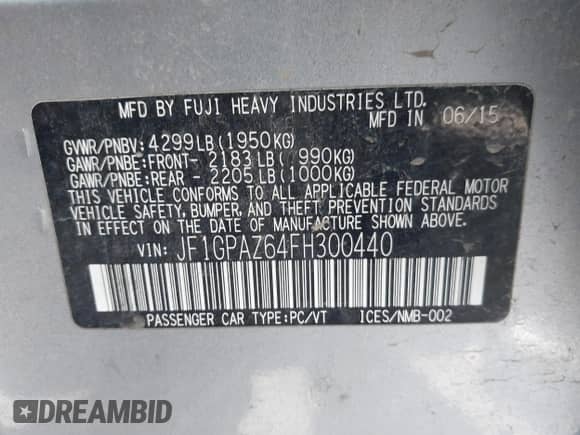 MFD BY FUJI HEAVY INDUSTRIES LTD.
MFD IN 06/15
GVWR/PNBV: 4299LB(1950KG)
GAWR/PNBE:FRONT- 2183LB( 990KG)
GAWR/PNBE:REAR - 2205LB(1000KG)
THIS VEHICLE CONFORMS TO ALL APPLICABLE FEDERAL MOTOR
VEHICLE SAFETY, BUMPER, AND THEFT PREVENTION STANDARDS
IN EFFECT ON THE DATE OF MANUFACTURE SHOWN ABOVE.
VIN: JF1GPAZ64FH300440
PASSENGER CAR TYPE:PC/VT ICES/NMB-002
DREAMBID